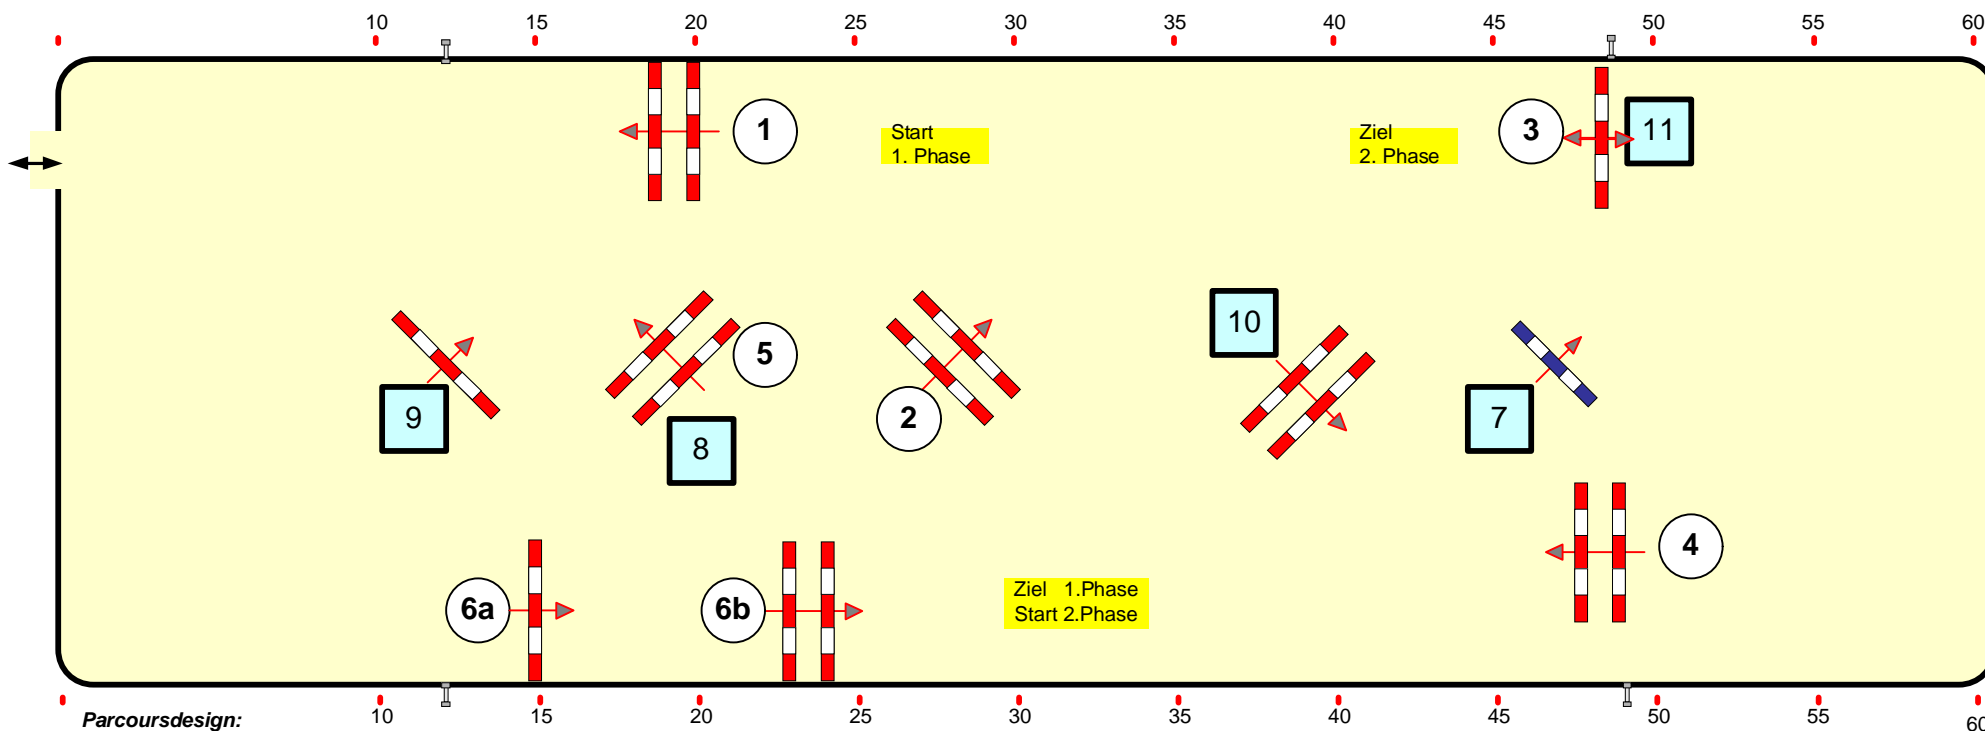 10 15 20 25 30 35 40 45 50 55 60
1
Start
1. Phase
Ziel
2. Phase
3
11
10
5
9
8
2
7
4
6a
6b
Ziel 1.Phase
Start 2.Phase
10 15 20 25 30 35 40 45 50 55 60
Parcoursdesign: